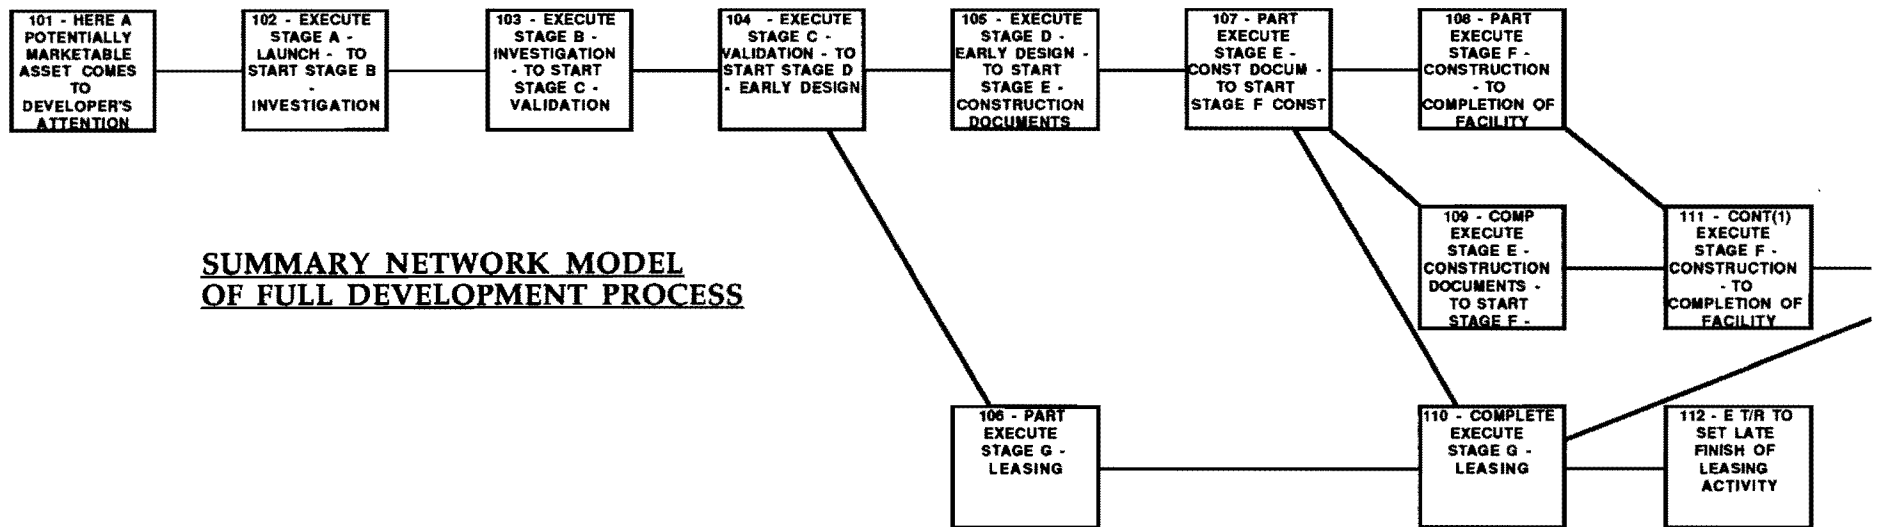 101 - HERE A
POTENTIALLY
MARKETABLE
ASSET COMES
TO
DEVELOPER'S
ATTENTION
102 - EXECUTE
STAGE A -
LAUNCH - TO
START STAGE B
-
INVESTIGATION
103 - EXECUTE
STAGE B -
INVESTIGATION
- TO START
STAGE C -
VALIDATION
104 - EXECUTE
STAGE C -
VALIDATION - TO
START STAGE D
- EARLY DESIGN
105 - EXECUTE
STAGE D -
EARLY DESIGN -
TO START
STAGE E -
CONSTRUCTION
DOCUMENTS
107 - PART
EXECUTE
STAGE E -
CONST DOCUM -
TO START
STAGE F CONST
108 - PART
EXECUTE
STAGE F -
CONSTRUCTION
- TO
COMPLETION OF
FACILITY
109 - COMP
EXECUTE
STAGE E -
CONSTRUCTION
DOCUMENTS -
TO START
STAGE F -
111 - CONT(1)
EXECUTE
STAGE F -
CONSTRUCTION
- TO
COMPLETION OF
FACILITY
SUMMARY NETWORK MODEL
OF FULL DEVELOPMENT PROCESS
106 - PART
EXECUTE
STAGE G -
LEASING
110 - COMPLETE
EXECUTE
STAGE G -
LEASING
112 - E T/R TO
SET LATE
FINISH OF
LEASING
ACTIVITY